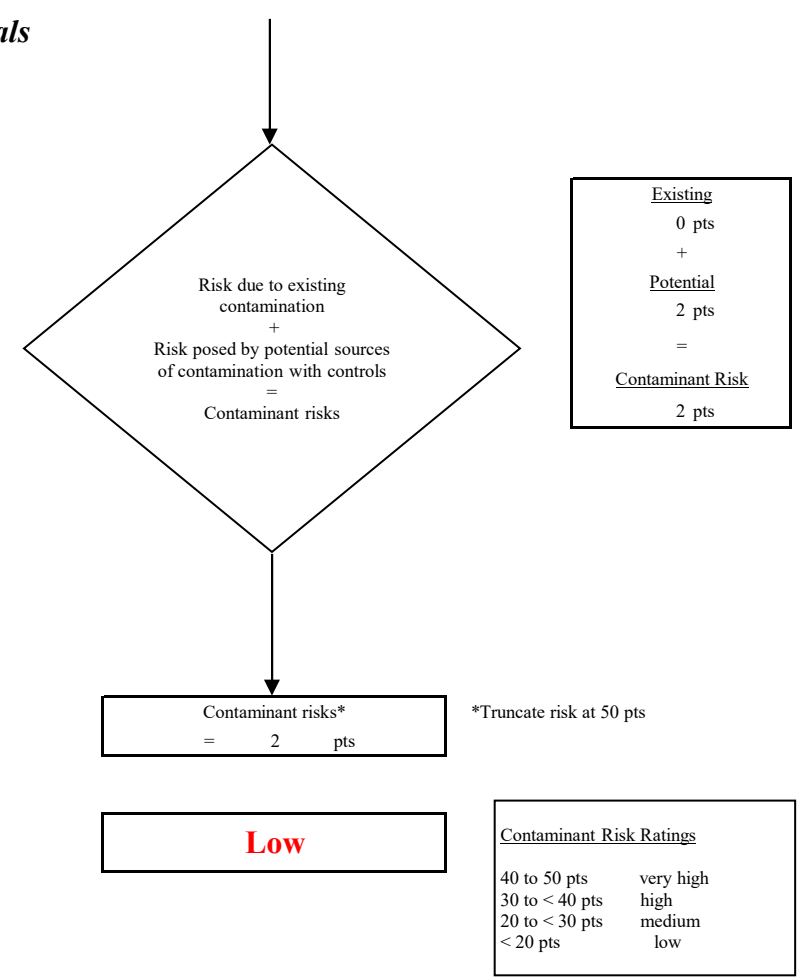 Risk due to existing
contamination
+
Risk posed by potential sources
of contamination with controls
=
Contaminant risks
Existing
0 pts
+
Potential
2 pts
=
Contaminant Risk
2 pts
Contaminant risks*
= 2 pts
*Truncate risk at 50 pts
Low
Contaminant Risk Ratings
40 to 50 pts very high
30 to < 40 pts high
20 to < 30 pts medium
< 20 pts low